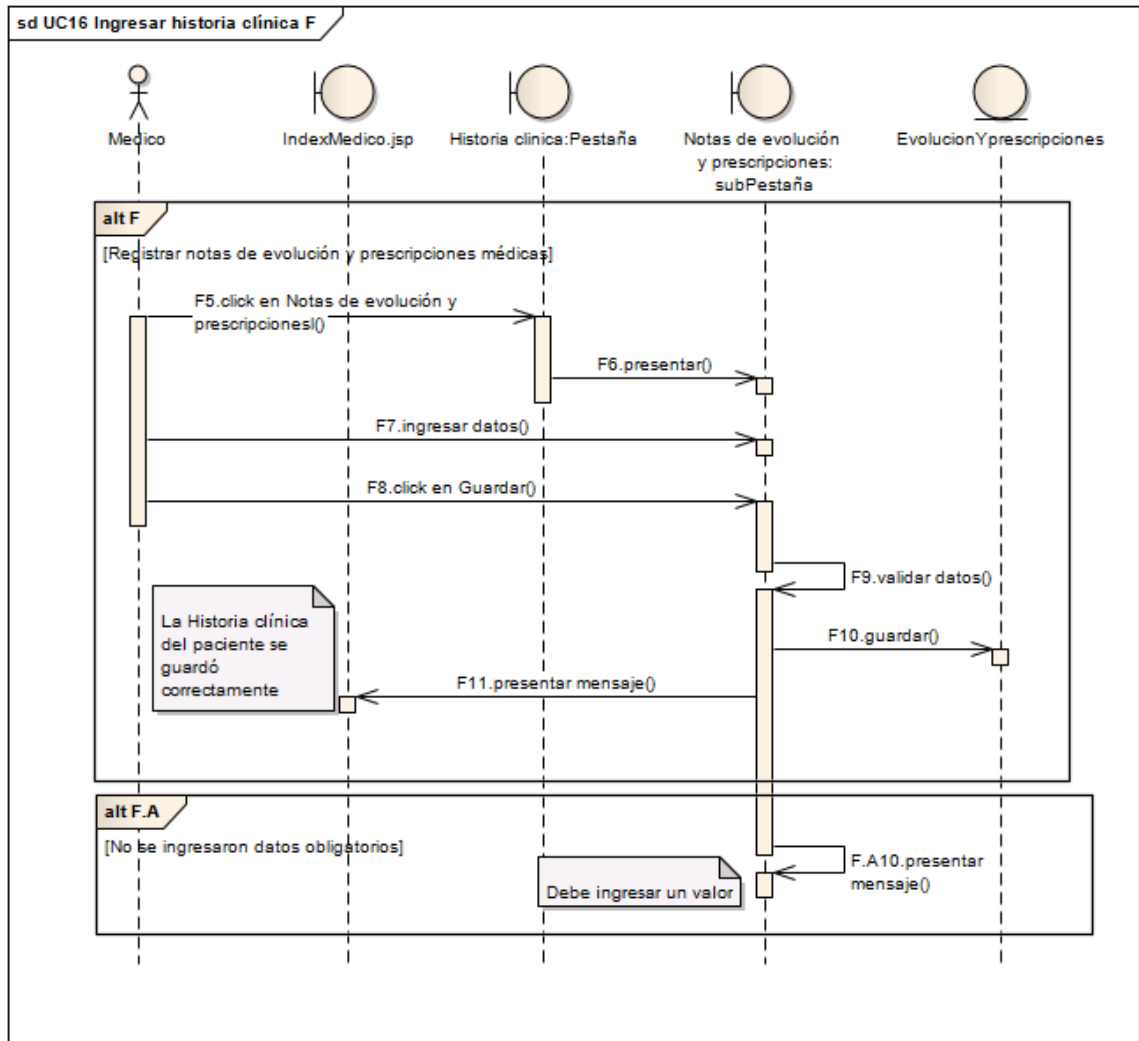 sd UC16 Ingresar historia clínica F
Medico
IndexMedico.jsp
Historia clinica:Pestaña
Notas de evolución
y prescripciones:
subPestaña
EvolucionYprescripciones
alt F
[Registrar notas de evolución y prescripciones médicas]
F5.click en Notas de evolución y
prescripcionesl()
F6.presentar()
F7.ingresar datos()
F8.click en Guardar()
F9.validar datos()
La Historia clínica
del paciente se
guardó
correctamente
F10.guardar()
F11.presentar mensaje()
alt F.A
[No se ingresaron datos obligatorios]
Debe ingresar un valor
F.A10.presentar
mensaje()